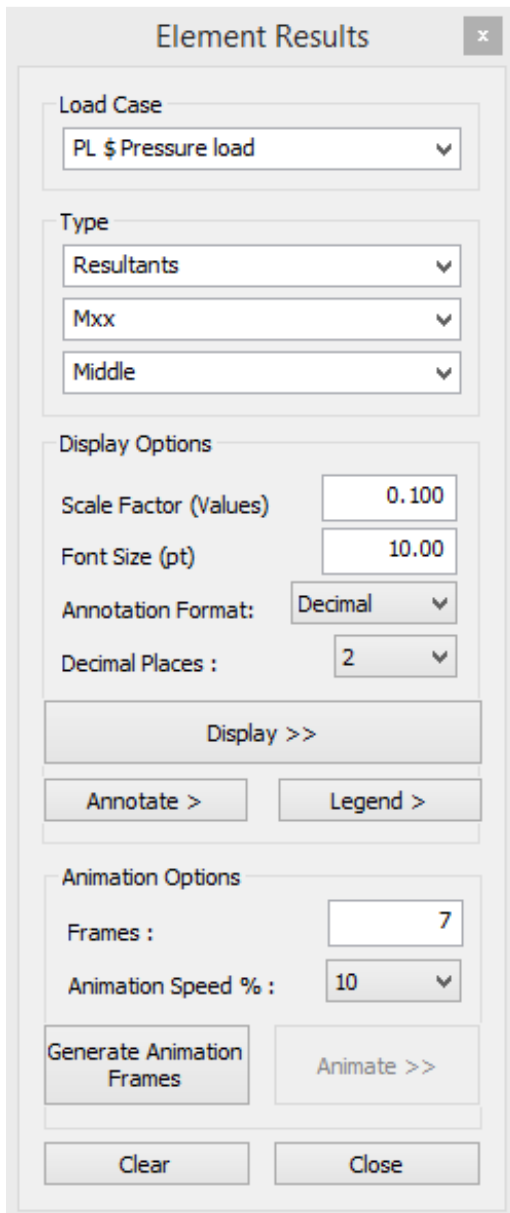 Element Results
x
Load Case
PL $ Pressure load
Type
Resultants
Mxx
Middle
Display Options
Scale Factor (Values) 0.100
Font Size (pt) 10.00
Annotation Format: Decimal
Decimal Places : 2
Display >>
Annotate > Legend >
Animation Options
Frames : 7
Animation Speed % : 10
Generate Animation
Frames
Animate >>
Clear Close